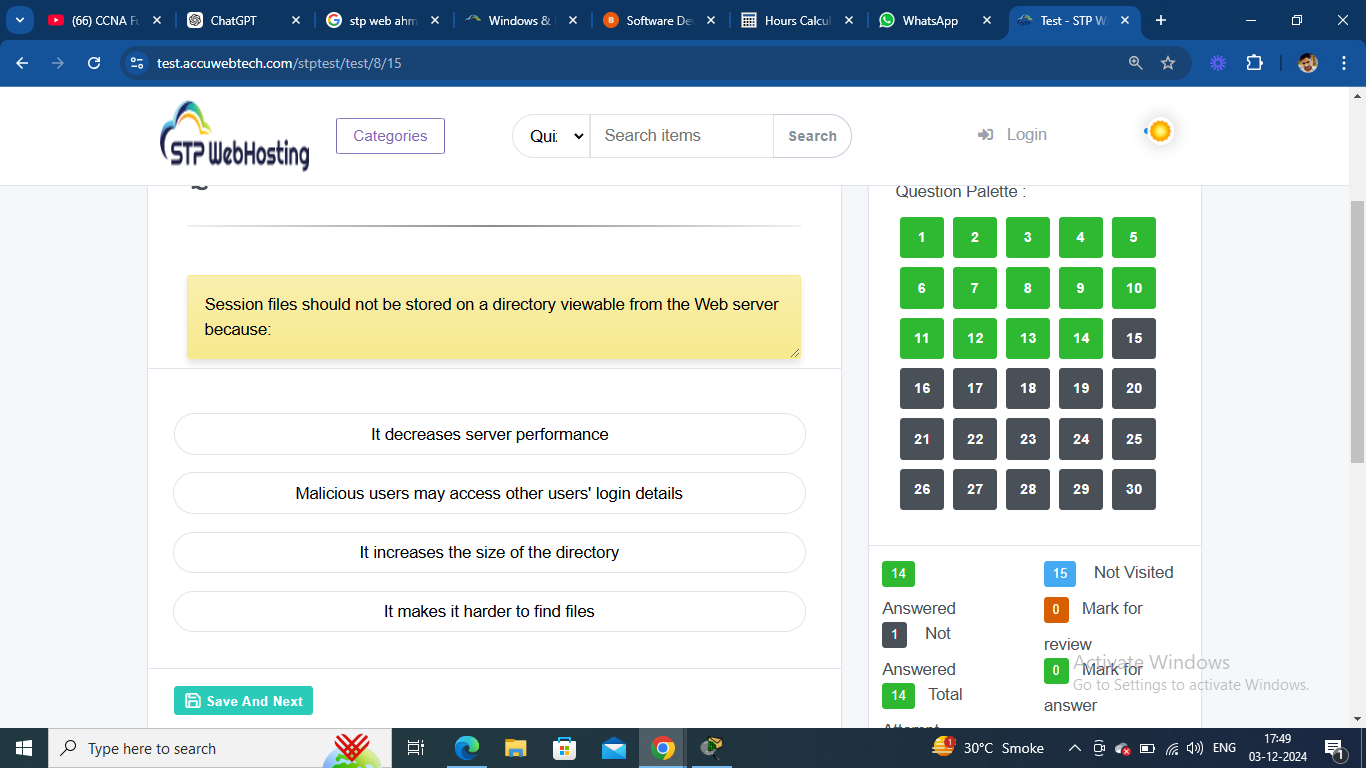 (66) CCNA Fu
ChatGPT
stp web ahm
Windows &
Software De
Hours Calcul
WhatsApp
Test - STP W
test.accuwebtech.com/stptest/test/8/15
STP WebHosting
Categories
Qui
Search items
Search
Login
Question Palette :
1 2 3 4 5
6 7 8 9 10
11 12 13 14 15
16 17 18 19 20
21 22 23 24 25
26 27 28 29 30
Session files should not be stored on a directory viewable from the Web server
because:
It decreases server performance
Malicious users may access other users' login details
It increases the size of the directory
It makes it harder to find files
Save And Next
14
Answered
1 Not
Answered
14 Total
Attempt
15 Not Visited
0 Mark for
review
0 Mark for
answer
Activate Windows
Go to Settings to activate Windows.
Type here to search
1
30°C Smoke
ENG
17:49
03-12-2024
1